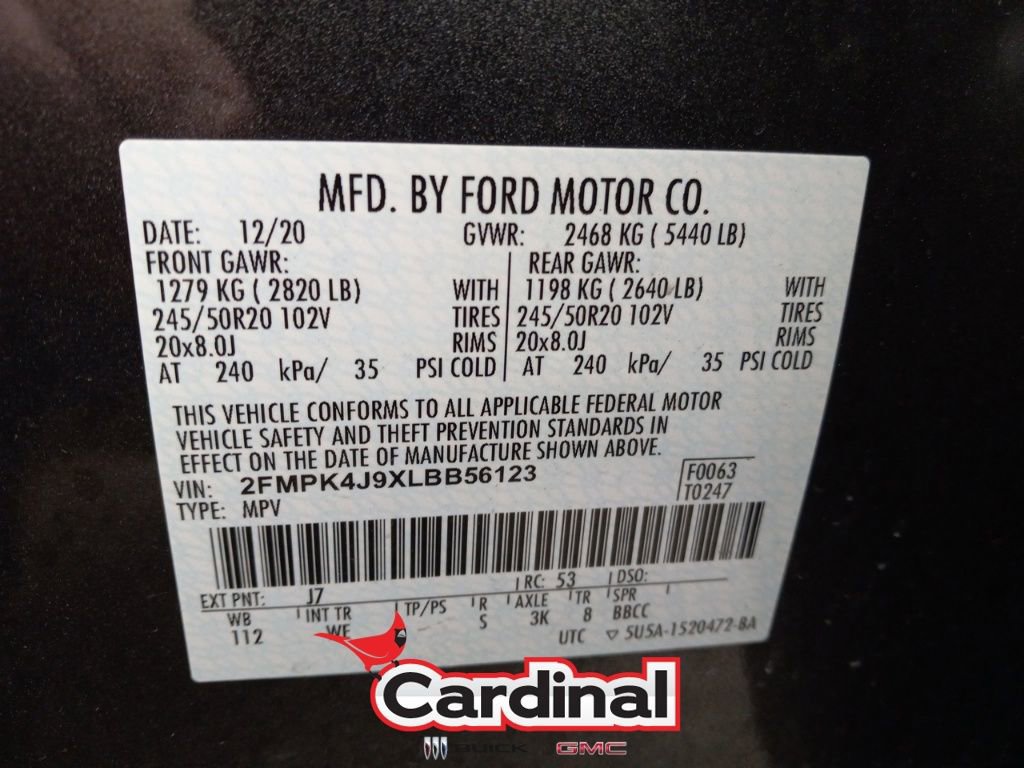 MFD. BY FORD MOTOR CO.
DATE: 12/20 GVWR: 2468 KG ( 5440 LB)
FRONT GAWR: REAR GAWR:
1279 KG ( 2820 LB) WITH 1198 KG ( 2640 LB) WITH
245/50R20 102V TIRES 245/50R20 102V TIRES
20x8.0J RIMS 20x8.0J RIMS
AT 240 kPa/ 35 PSI COLD AT 240 kPa/ 35 PSI COLD
THIS VEHICLE CONFORMS TO ALL APPLICABLE FEDERAL MOTOR
VEHICLE SAFETY AND THEFT PREVENTION STANDARDS IN
EFFECT ON THE DATE OF MANUFACTURE SHOWN ABOVE.
VIN: 2FMPK4J9XLBB56123 F0063
TYPE: MPV T0247
EXT PNT: J7 RC: 53 DSO:
WB INT TR TP/PS R AXLE TR SPR
112 WE S 3K 8 BBCC
UTC ▽ 5U5A-1520472-BA
Cardinal
BUICK GMC